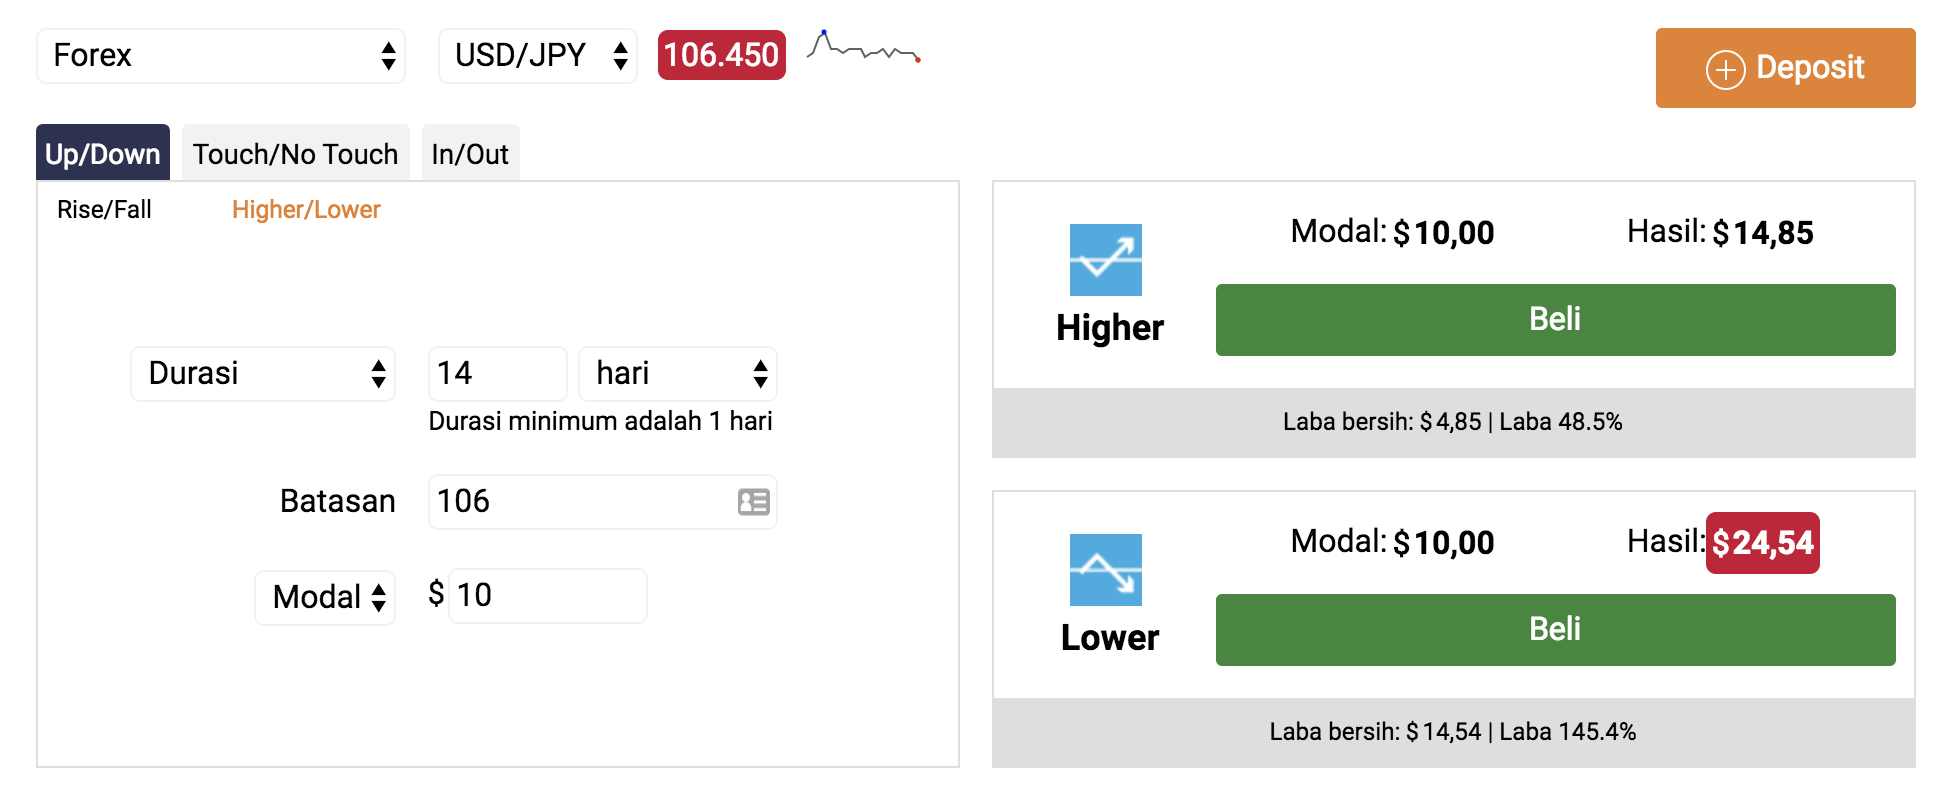 Forex
USD/JPY
106.450
Deposit
Up/Down
Touch/No Touch
In/Out
Rise/Fall
Higher/Lower
Durasi
14
hari
Durasi minimum adalah 1 hari
Batasan
106
Modal
$ 10
Modal: $ 10,00
Hasil: $ 14,85
Higher
Beli
Laba bersih: $ 4,85 | Laba 48.5%
Modal: $ 10,00
Hasil: $ 24,54
Lower
Beli
Laba bersih: $ 14,54 | Laba 145.4%